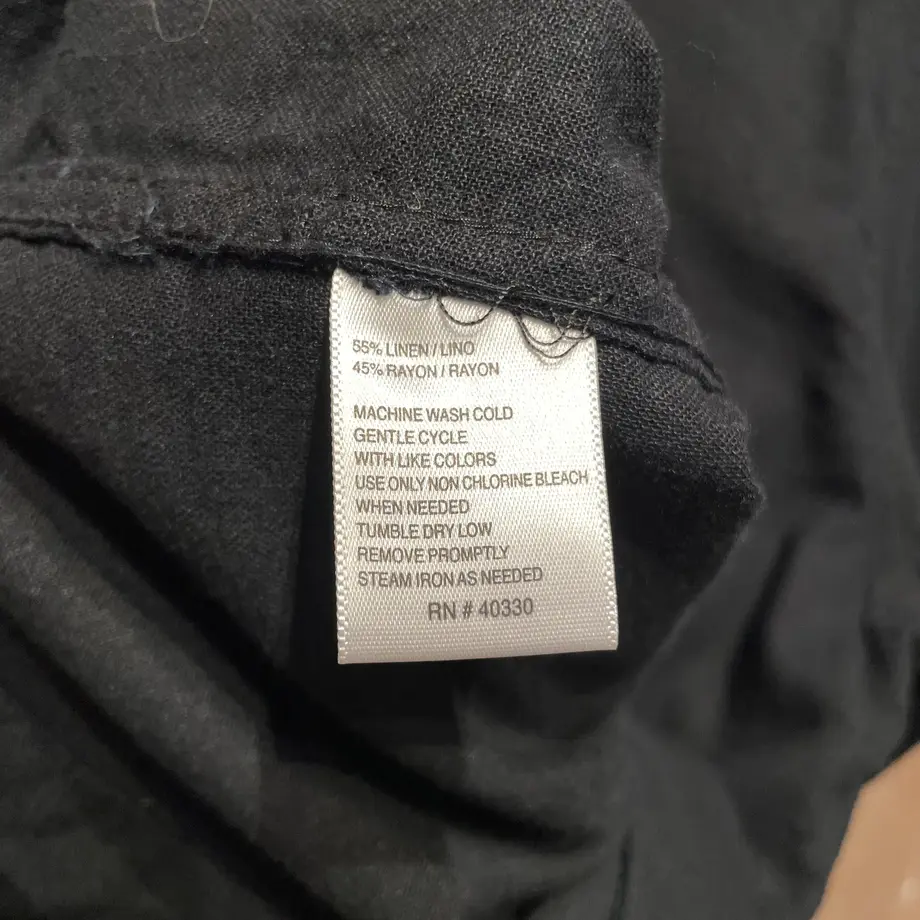 55% LINEN / LINO
45% RAYON / RAYON
MACHINE WASH COLD
GENTLE CYCLE
WITH LIKE COLORS
USE ONLY NON CHLORINE BLEACH
WHEN NEEDED
TUMBLE DRY LOW
REMOVE PROMPTLY
STEAM IRON AS NEEDED
RN # 40330